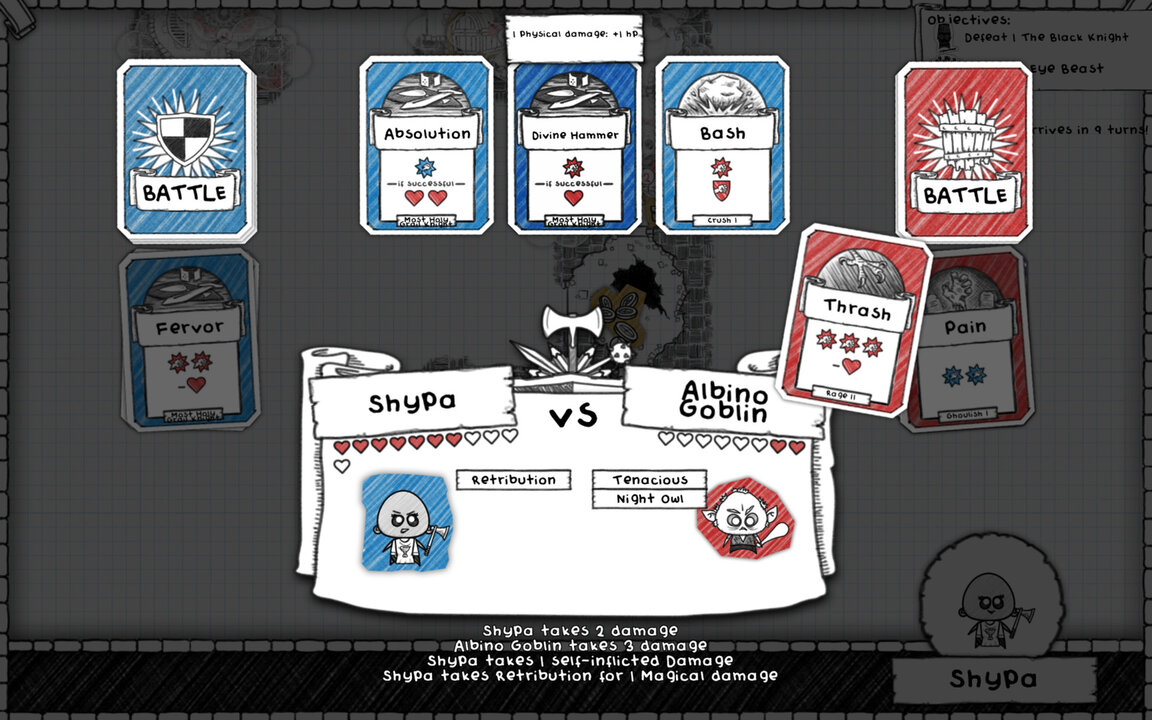 1 Physical damage: +1 hp
Objectives:
Defeat 1 The Black Knight
Eye Beast
rrives in 9 turns!
BATTLE
Absolution
if successful
Most Holy
Divine Hammer
if successful
Most Holy
Bash
Crush 1
BATTLE
Fervor
Most Holy
Thrash
Rage II
Pain
Ghoulish 1
Shypa
vs
Albino
Goblin
Retribution
Tenacious
Night Owl
Shypa takes 2 damage
Albino Goblin takes 3 damage
Shypa takes 1 self-inflicted Damage
Shypa takes Retribution for 1 Magical damage
Shypa